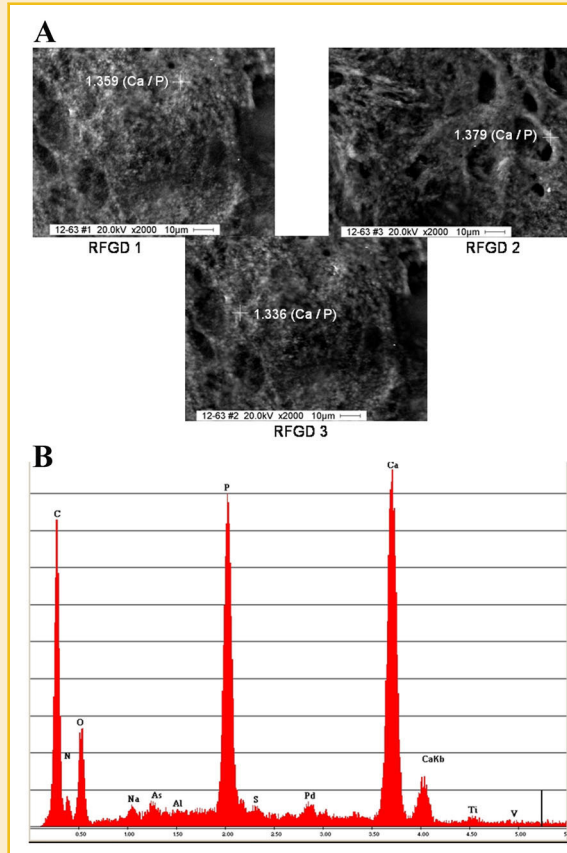 A
1.359 (Ca / P)
12-63 #1 20.0kV x2000 10µm
RFGD 1
1.379 (Ca / P)
12-63 #3 20.0kV x2000 10µm
RFGD 2
1.336 (Ca / P)
12-63 #2 20.0kV x2000 10µm
RFGD 3
B
C
N
O
Na
As
Al
P
S
Pd
Ca
CaKb
Ti
V
0.50 1.00 1.50 2.00 2.50 3.00 3.50 4.00 4.50 5.00